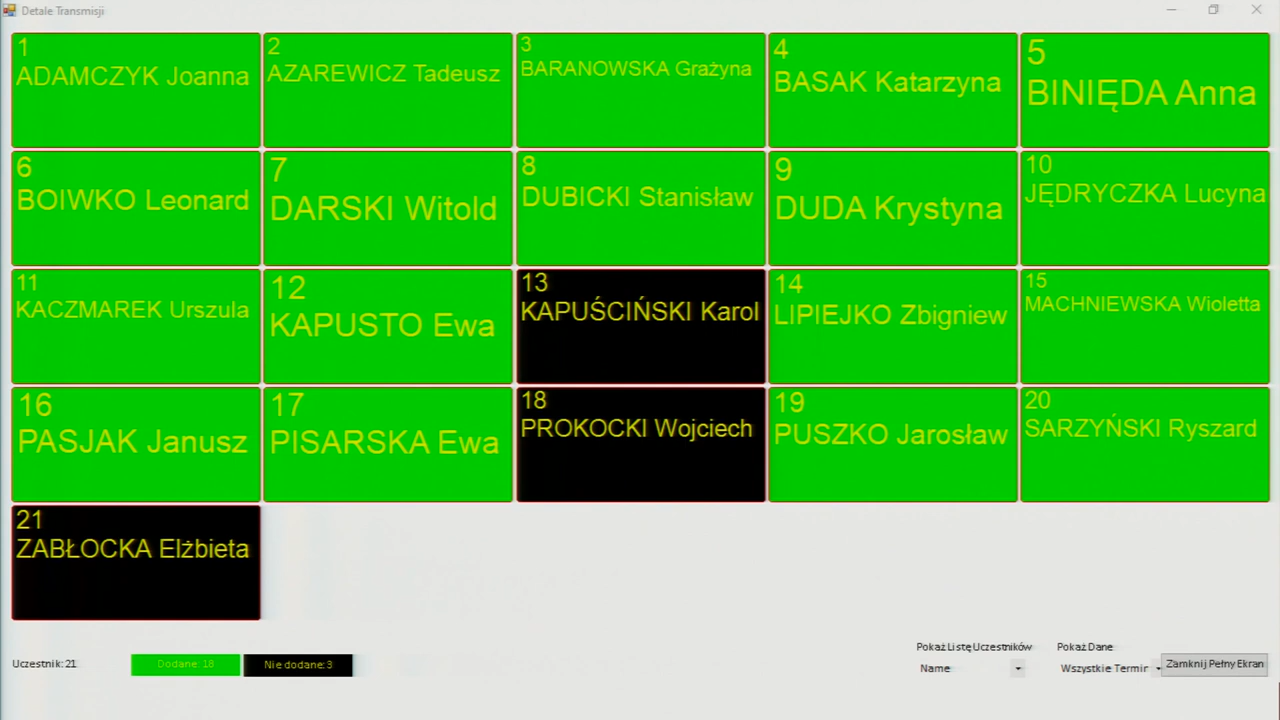 Detale Transmisji
1
ADAMCZYK Joanna
2
AZAREWICZ Tadeusz
3
BARANOWSKA Grażyna
4
BASAK Katarzyna
5
BINIĘDA Anna
6
BOIWKO Leonard
7
DARSKI Witold
8
DUBICKI Stanisław
9
DUDA Krystyna
10
JĘDRYCZKA Lucyna
11
KACZMAREK Urszula
12
KAPUSTO Ewa
13
KAPUŚCIŃSKI Karol
14
LIPIEJKO Zbigniew
15
MACHNIEWSKA Wioletta
16
PASJAK Janusz
17
PISARSKA Ewa
18
PROKOCKI Wojciech
19
PUSZKO Jarosław
20
SARZYŃSKI Ryszard
21
ZABŁOCKA Elżbieta
Uczestnik: 21
Dodane: 18
Nie dodane: 3
Pokaż Listę Uczestników
Name
Pokaż Dane
Wszystkie Termir
Zamknij Pełny Ekran